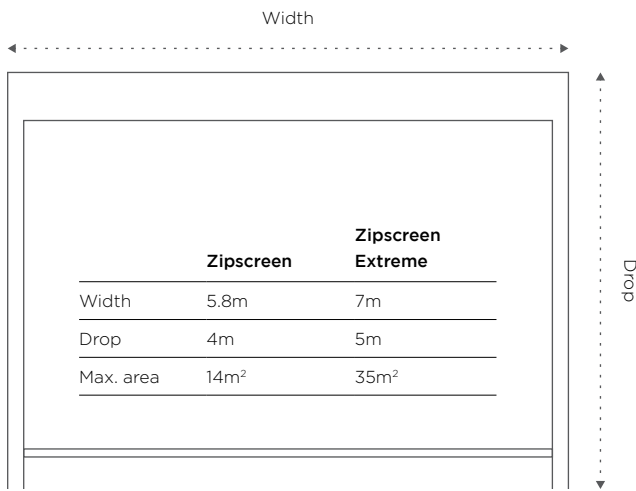 Width
Zipscreen
Zipscreen Extreme
Width 5.8m 7m
Drop 4m 5m
Max. area 14m² 35m²
Drop